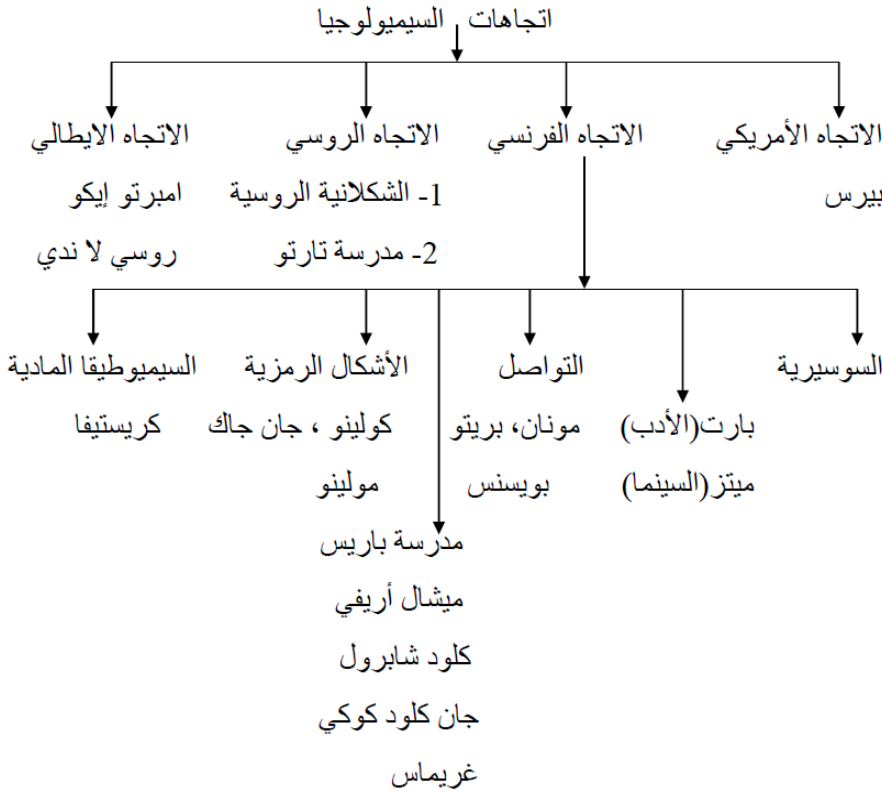 اتجاهات السيميولوجيا
الاتجاه الأمريكي
بيرس
الاتجاه الفرنسي
الاتجاه الروسي
1- الشكلانية الروسية
2- مدرسة تارتو
الاتجاه الايطالي
امبرتو إيكو
روسي لا ندي
السوسيرية
بارت(الأدب)
ميتز(السينما)
التواصل
مونان، بريتو
بويسنس
مدرسة باريس
ميشال أريفي
كلود شابرول
جان كلود كوكي
غريماس
الأشكال الرمزية
كولينو ، جان جاك
مولينو
السيميوطيقا المادية
كريستيفا